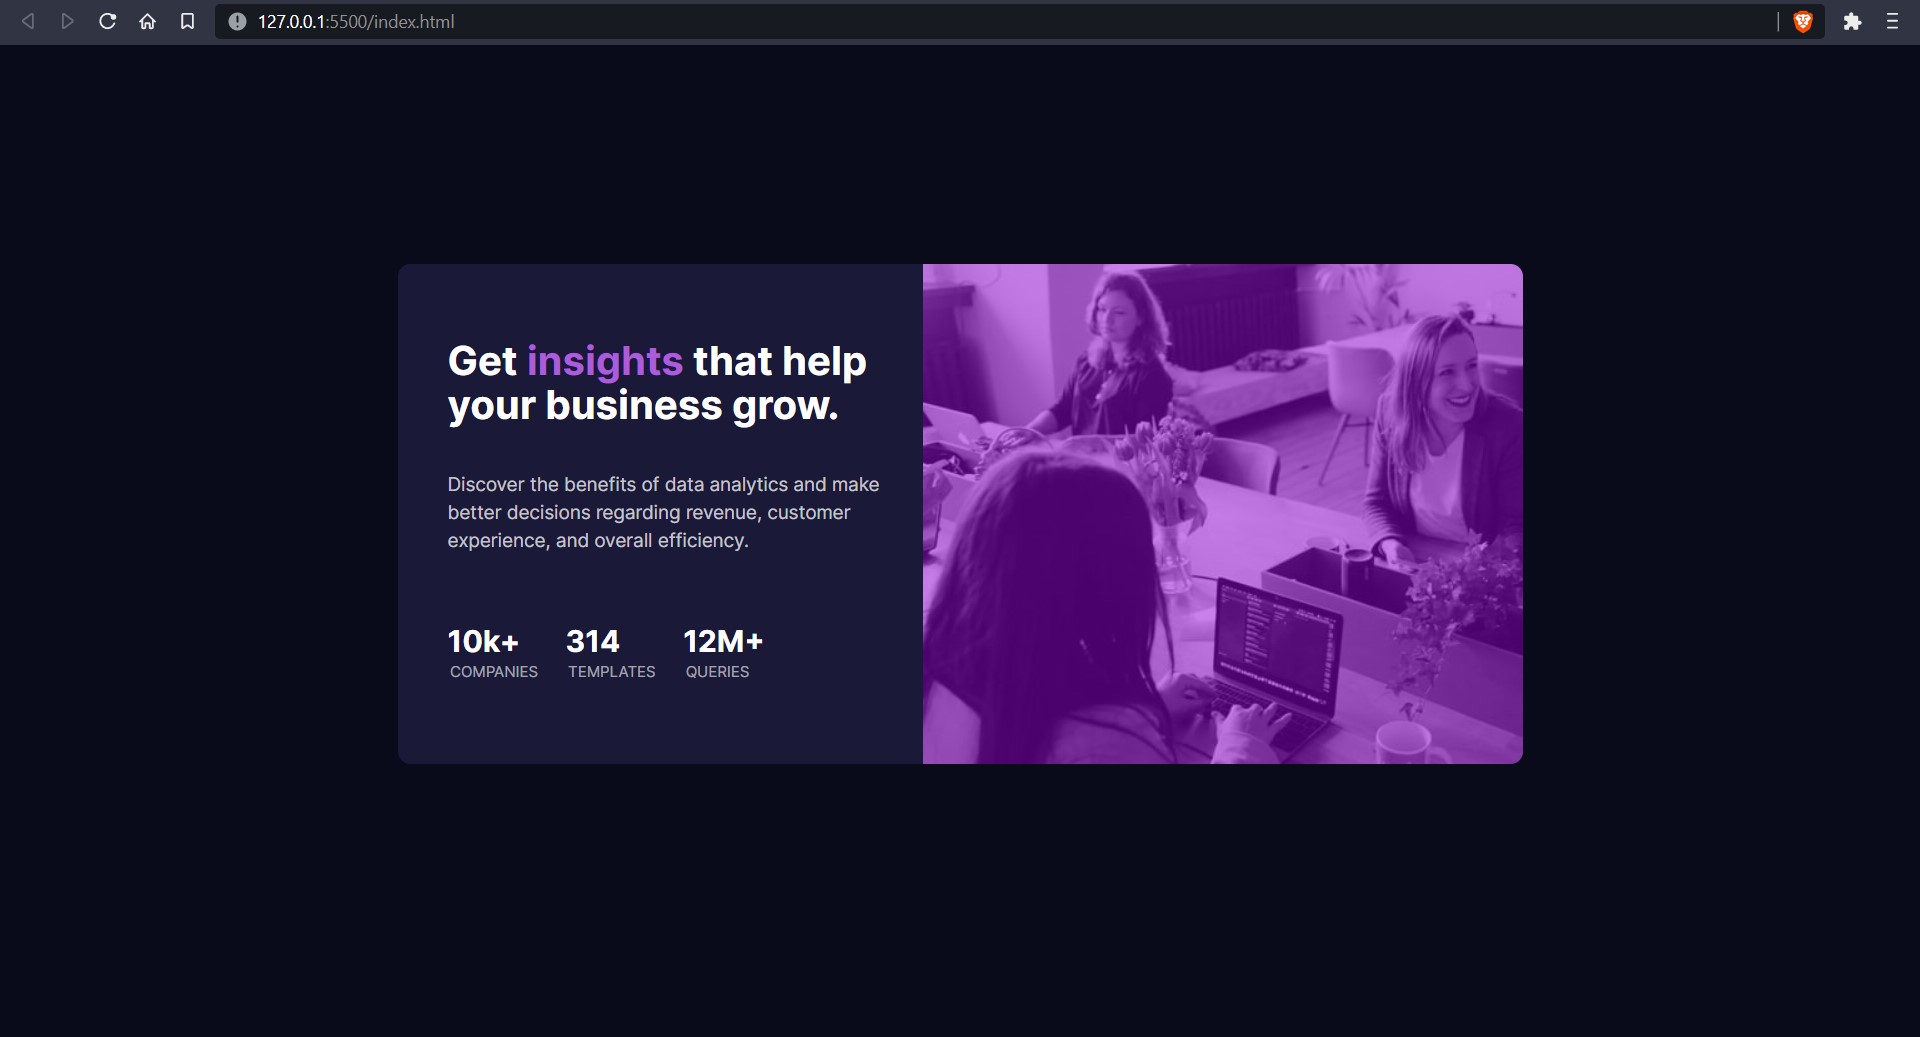 127.0.0.1:5500/index.html
Get insights that help
your business grow.
Discover the benefits of data analytics and make
better decisions regarding revenue, customer
experience, and overall efficiency.
10k+ 314 12M+
COMPANIES TEMPLATES QUERIES